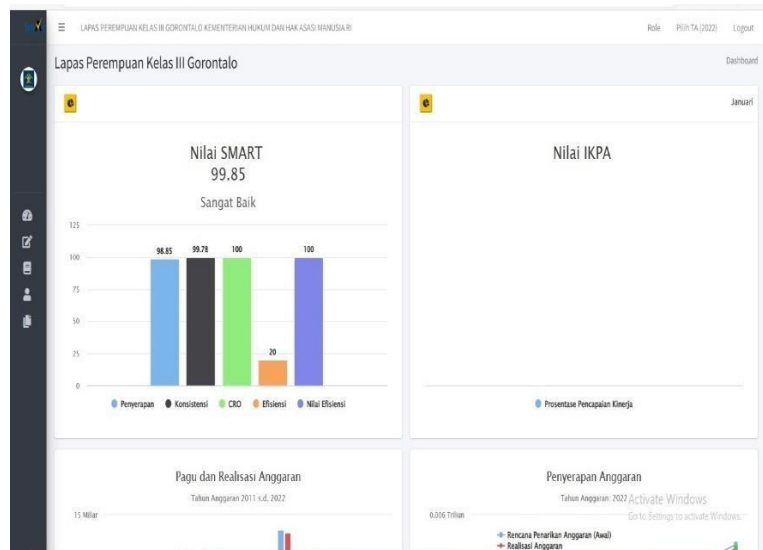 LAPAS PEREMPUAN KELAS III GORONTALO KEMENTERIAN HUKUM DAN HAK ASASI MANUSIA RI
Role Pilih TA (2022) Logout
Lapas Perempuan Kelas III Gorontalo
Dashboard
Nilai SMART
99.85
Sangat Baik
125
100
75
50
25
0
98.85 99.78 100 20 100
Penyerapan Konsistensi CRO Efisiensi Nilai Efisiensi
Januari
Nilai IKPA
Prosentase Pencapaian Kinerja
Pagu dan Realisasi Anggaran
Tahun Anggaran 2011 s.d. 2022
15 Miliar
Penyerapan Anggaran
Tahun Anggaran: 2022
0.006 Triliun
Rencana Penarikan Anggaran (Awal)
Realisasi Anggaran
Activate Windows
Go to Settings to activate Windows.